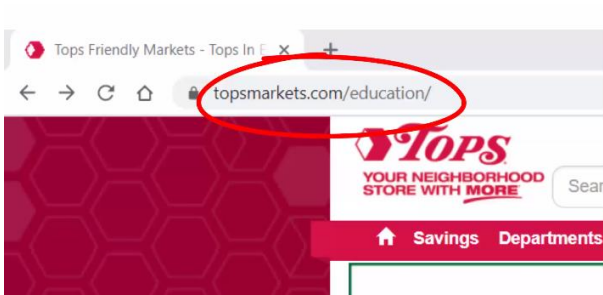 Tops Friendly Markets - Tops In E
topsmarkets.com/education/
TOPS
YOUR NEIGHBORHOOD
STORE WITH MORE
Sear
Savings Departments